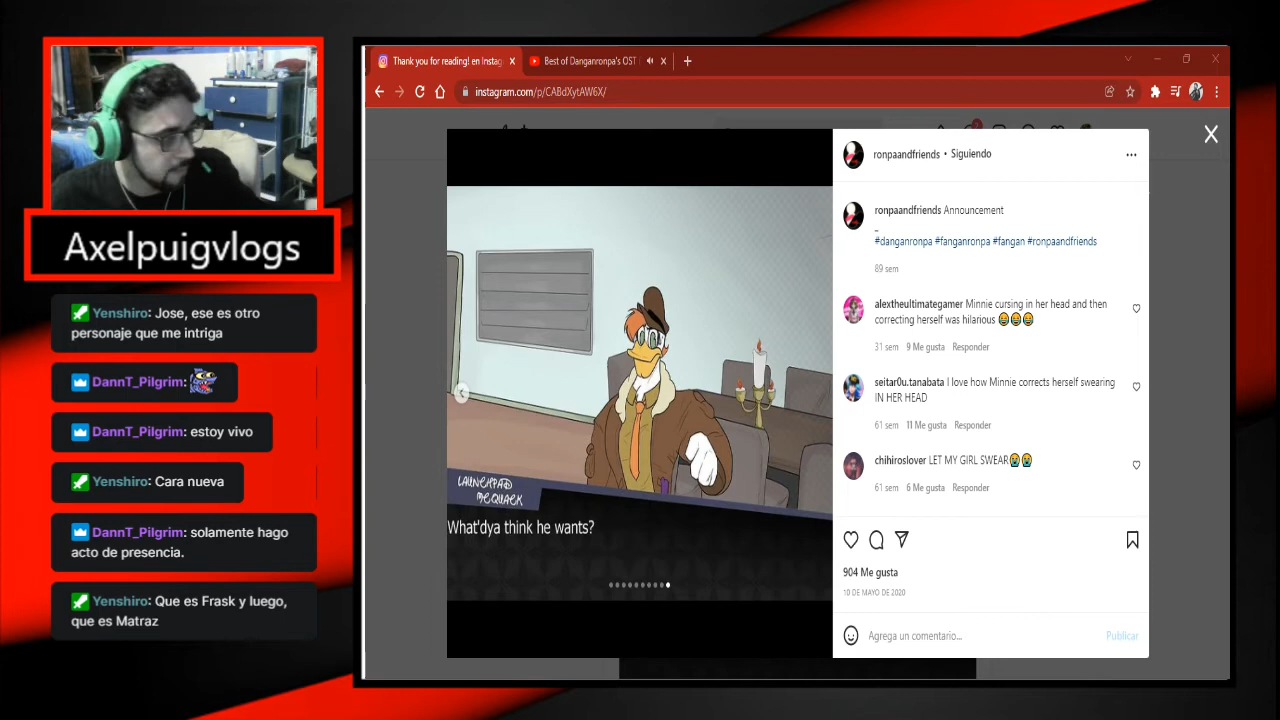 Axelpuigvlogs
Yenshiro: Jose, ese es otro
personaje que me intriga
DannT_Pilgrim:
DannT_Pilgrim: estoy vivo
Yenshiro: Cara nueva
DannT_Pilgrim: solamente hago
acto de presencia.
Yenshiro: Que es Frask y luego,
que es Matraz
Thank you for reading! en Instag
Best of Danganronpa's OST
instagram.com/p/CABdXytAW6X/
LAUNCHPAD
MCQUACK
What'dya think he wants?
ronpaandfriends • Siguiendo
ronpaandfriends Announcement
_
#danganronpa #fanganronpa #fangan #ronpaandfriends
89 sem
alextheultimategamer Minnie cursing in her head and then
correcting herself was hilarious 😂😂😂
31 sem 9 Me gusta Responder
seitar0u.tanabata I love how Minnie corrects herself swearing
IN HER HEAD
61 sem 11 Me gusta Responder
chihiroslover LET MY GIRL SWEAR😭😭
61 sem 6 Me gusta Responder
904 Me gusta
10 DE MAYO DE 2020
Agrega un comentario...
Publicar